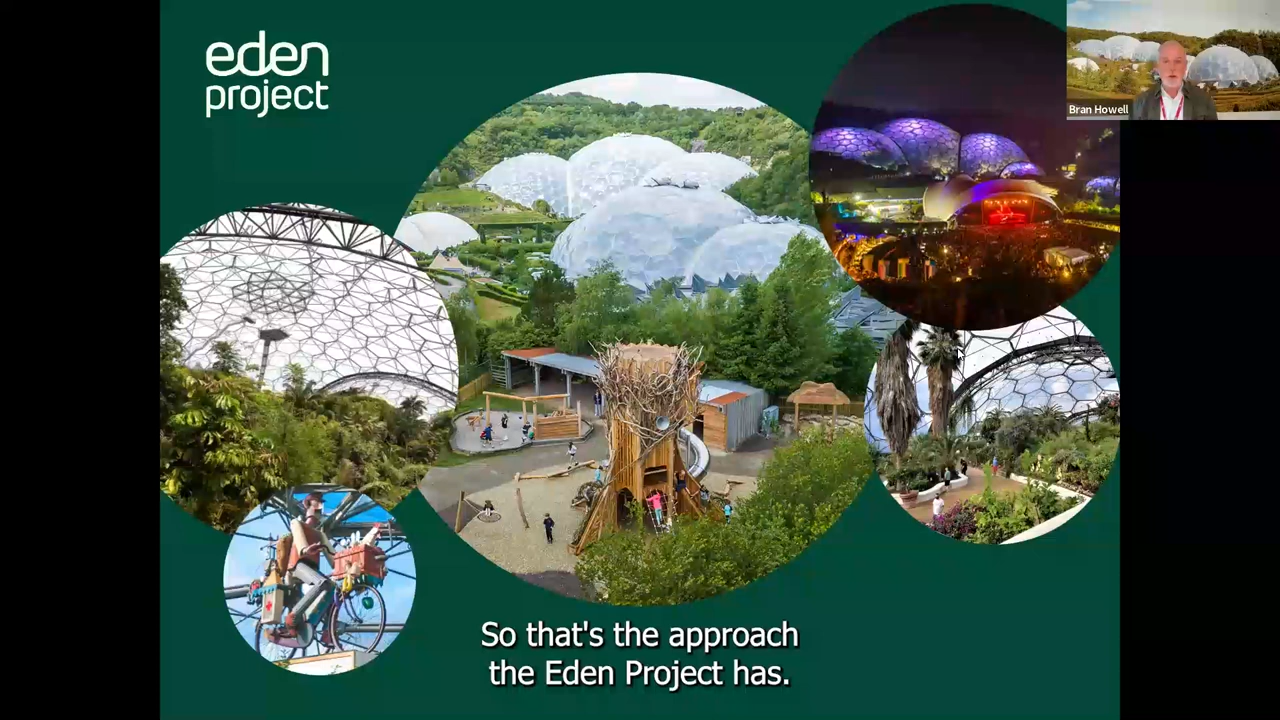 eden
project
Bran Howell
So that's the approach
the Eden Project has.